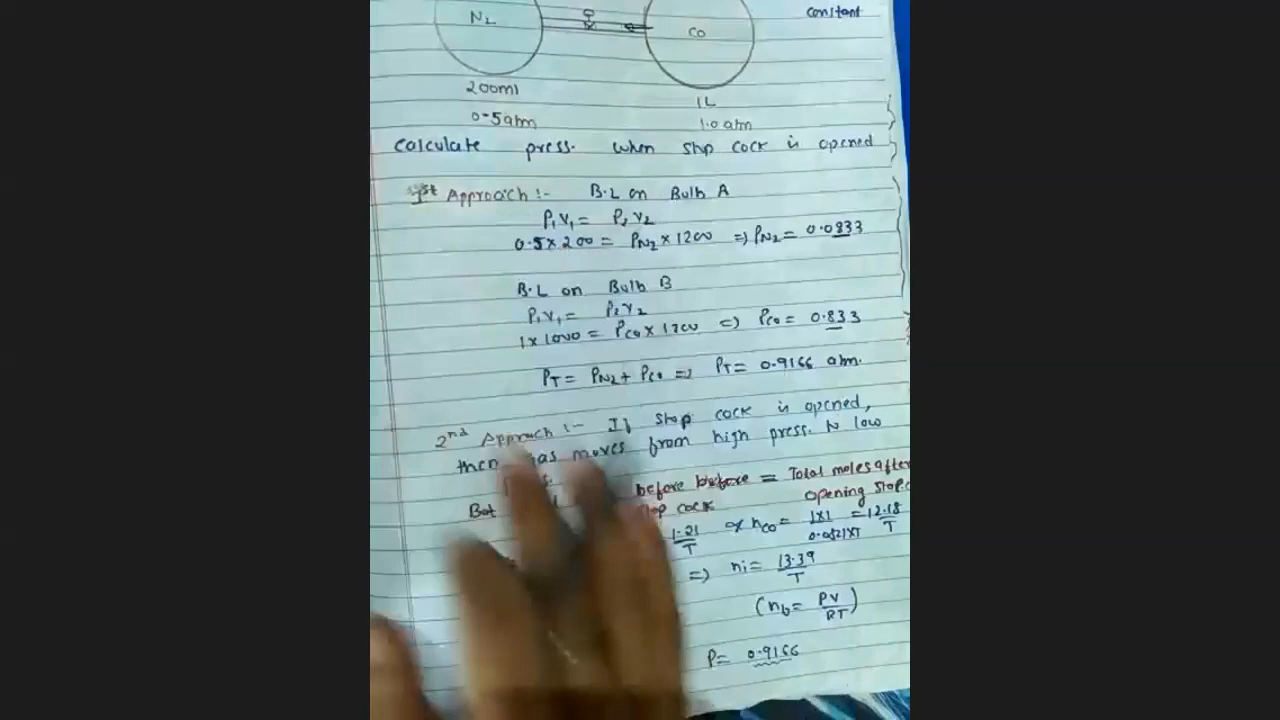 N2
CO
constant
200ml
0.5atm
1L
1.0 atm
calculate press. when stop cock is opened
1st Approach :- B.L on Bulb A
P1V1 = P2V2
0.5 x 200 = PN2 x 1200 => PN2 = 0.0833
B.L on Bulb B
P1V1 = P2V2
1 x 1000 = PCO x 1200 => PCO = 0.833
PT = PN2 + PCO => PT = 0.9166 atm.
2nd Approach :- If stop cock is opened,
then gas moves from high press. to low
But before before = Total moles after
stop cock opening stop
1.21/T & nCO = 1x1/0.0821xT = 12.18/T
=> ni = 13.39/T
(nb = PV/RT)
P = 0.9166